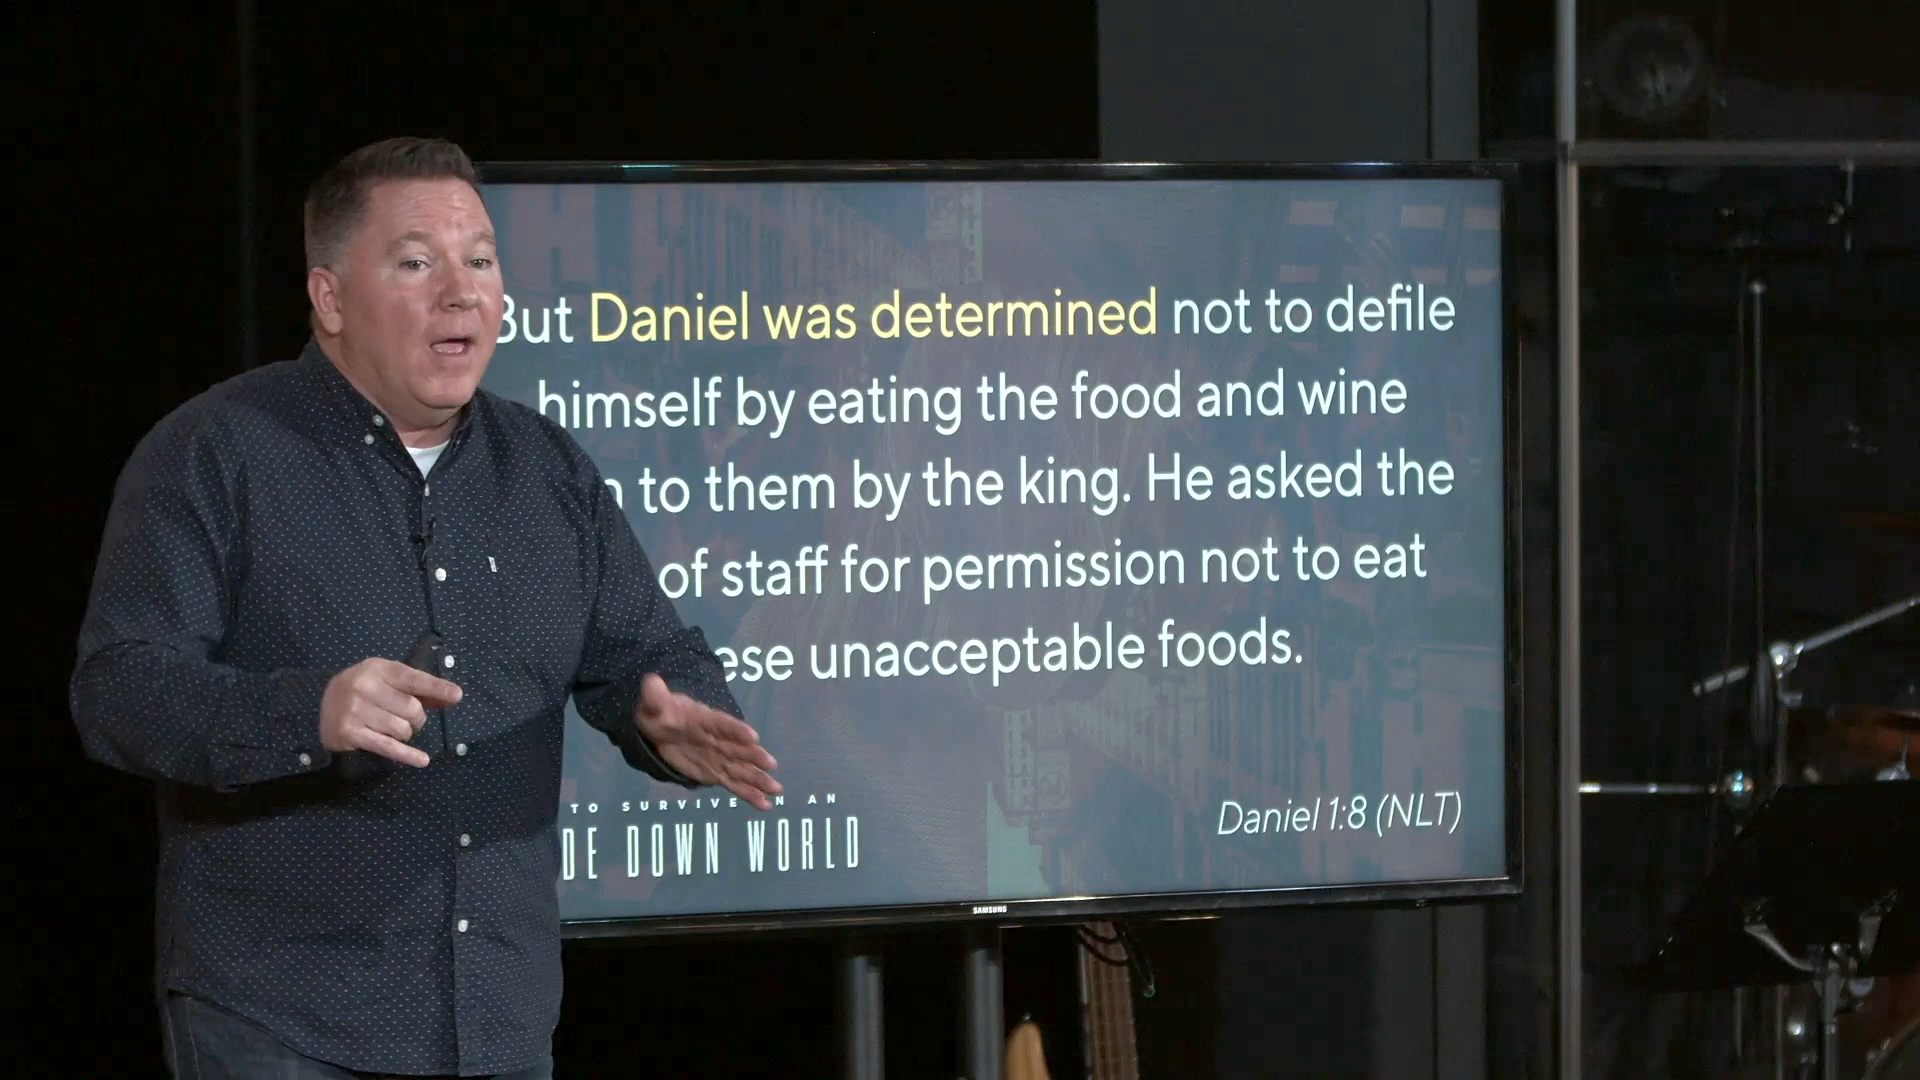 But Daniel was determined not to defile
himself by eating the food and wine
to them by the king. He asked the
of staff for permission not to eat
unacceptable foods.
TO SURVIVE IN AN
DOWN WORLD
Daniel 1:8 (NLT)
SAMSUNG